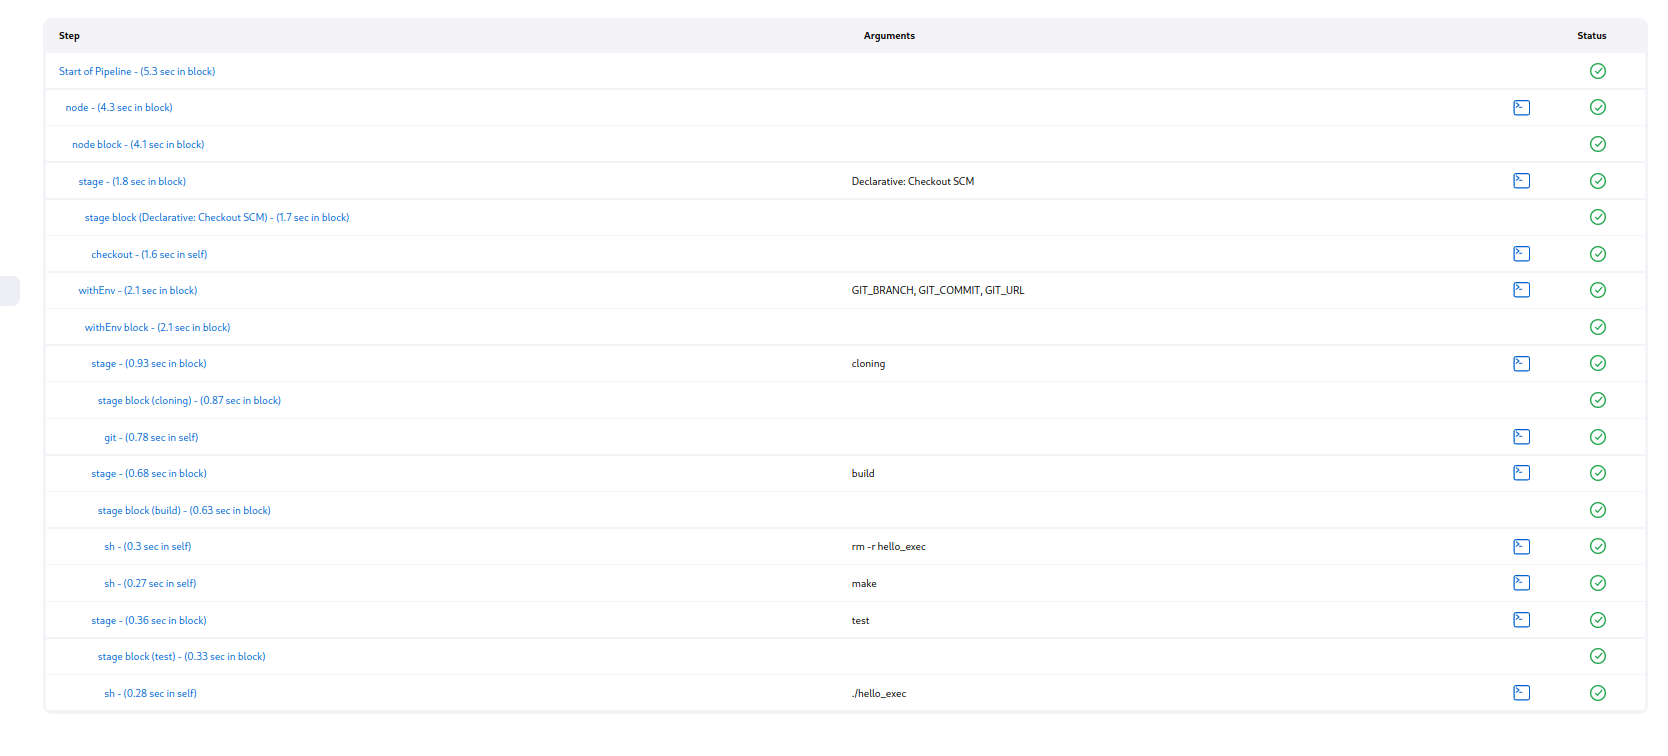 Step Arguments Status
Start of Pipeline - (5.3 sec in block)
node - (4.3 sec in block)
node block - (4.1 sec in block)
stage - (1.8 sec in block) Declarative: Checkout SCM
stage block (Declarative: Checkout SCM) - (1.7 sec in block)
checkout - (1.6 sec in self)
withEnv - (2.1 sec in block) GIT_BRANCH, GIT_COMMIT, GIT_URL
withEnv block - (2.1 sec in block)
stage - (0.93 sec in block) cloning
stage block (cloning) - (0.87 sec in block)
git - (0.78 sec in self)
stage - (0.68 sec in block) build
stage block (build) - (0.63 sec in block)
sh - (0.3 sec in self) rm -r hello_exec
sh - (0.27 sec in self) make
stage - (0.36 sec in block) test
stage block (test) - (0.33 sec in block)
sh - (0.28 sec in self) ./hello_exec